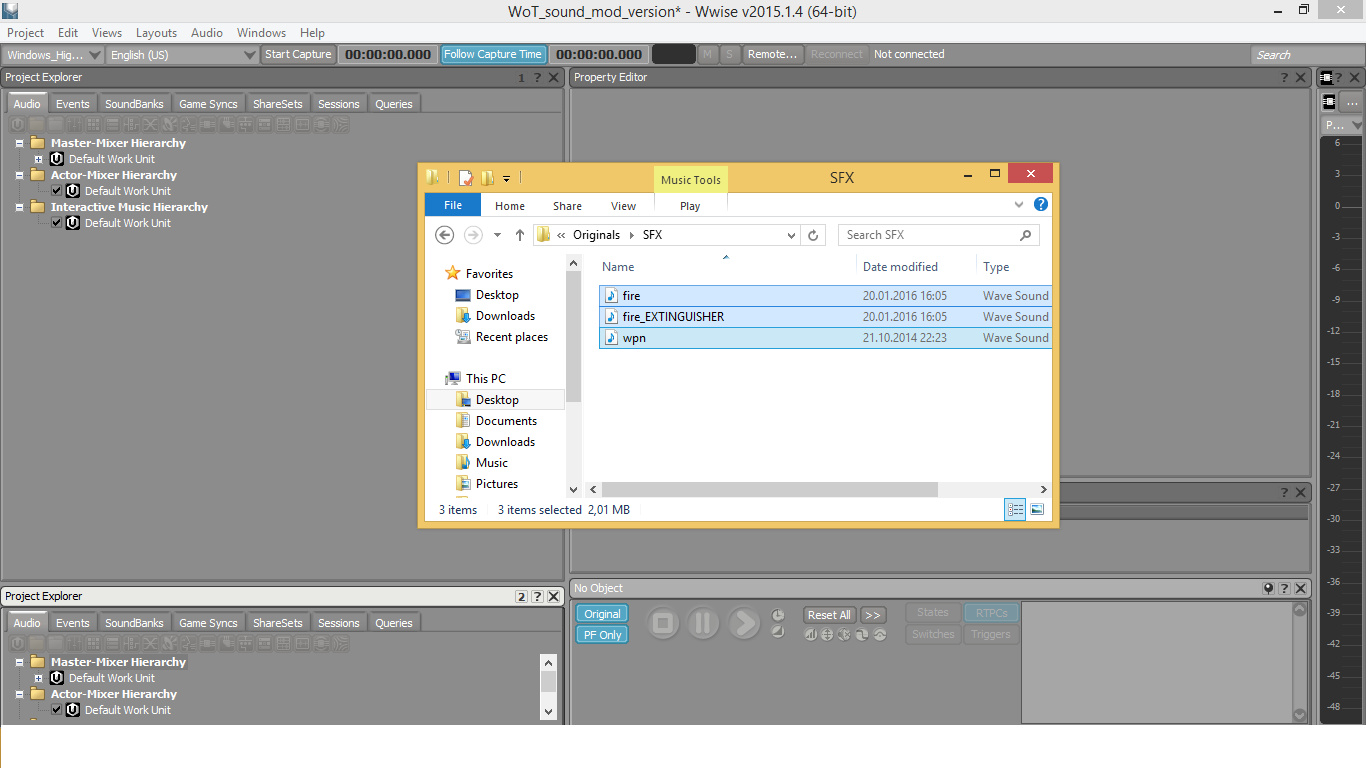 WoT_sound_mod_version* - Wwise v2015.1.4 (64-bit)
Project Edit Views Layouts Audio Windows Help
Windows_Hig... English (US) Start Capture 00:00:00.000 Follow Capture Time 00:00:00.000 M S Remote... Reconnect Not connected Search
Project Explorer 1 ? Property Editor ? ?
Audio Events SoundBanks Game Syncs ShareSets Sessions Queries ...
P...
Master-Mixer Hierarchy
Default Work Unit
Actor-Mixer Hierarchy
Default Work Unit
Interactive Music Hierarchy
Default Work Unit
Music Tools SFX
File Home Share View Play ?
« Originals SFX Search SFX
Name Date modified Type
Favorites
Desktop
Downloads
Recent places
This PC
Desktop
Documents
Downloads
Music
Pictures
fire 20.01.2016 16:05 Wave Sound
fire_EXTINGUISHER 20.01.2016 16:05 Wave Sound
wpn 21.10.2014 22:23 Wave Sound
3 items 3 items selected 2,01 MB
?
Project Explorer 2 ? No Object ?
Audio Events SoundBanks Game Syncs ShareSets Sessions Queries
Master-Mixer Hierarchy
Default Work Unit
Actor-Mixer Hierarchy
Default Work Unit
Original Reset All >> States RTPCs
PF Only Switches Triggers
6
3
0
-3
-6
-9
-12
-15
-18
-21
-24
-27
-30
-33
-36
-39
-42
-45
-48